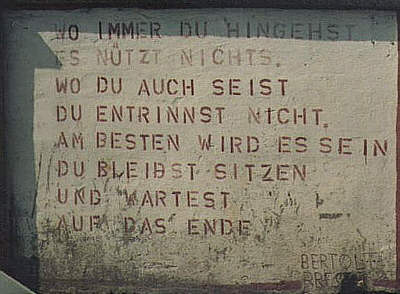 WO IMMER DU HINGEHST
ES NÜTZT NICHTS.
WO DU AUCH SEIST
DU ENTRINNST NICHT.
AM BESTEN WIRD ES SEIN
DU BLEIBST SITZEN
UND WARTEST
AUF DAS ENDE
BERTOLT
BRECHT